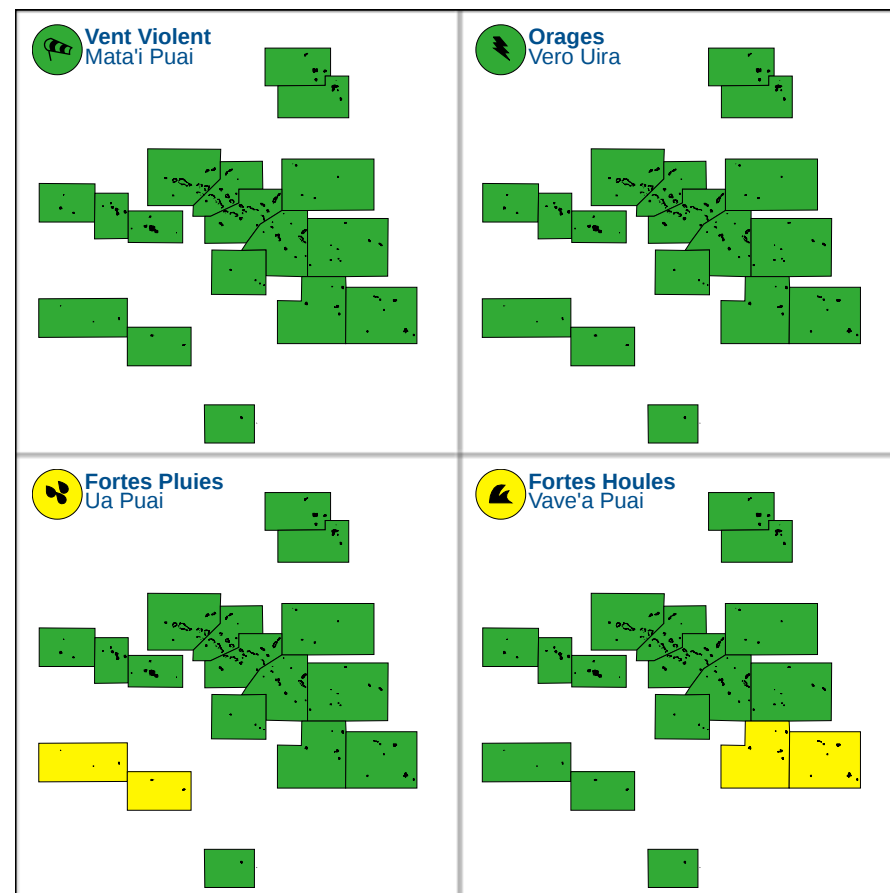 Vent Violent
Mata'i Puai
Orages
Vero Uira
Fortes Pluies
Ua Puai
Fortes Houles
Vave'a Puai